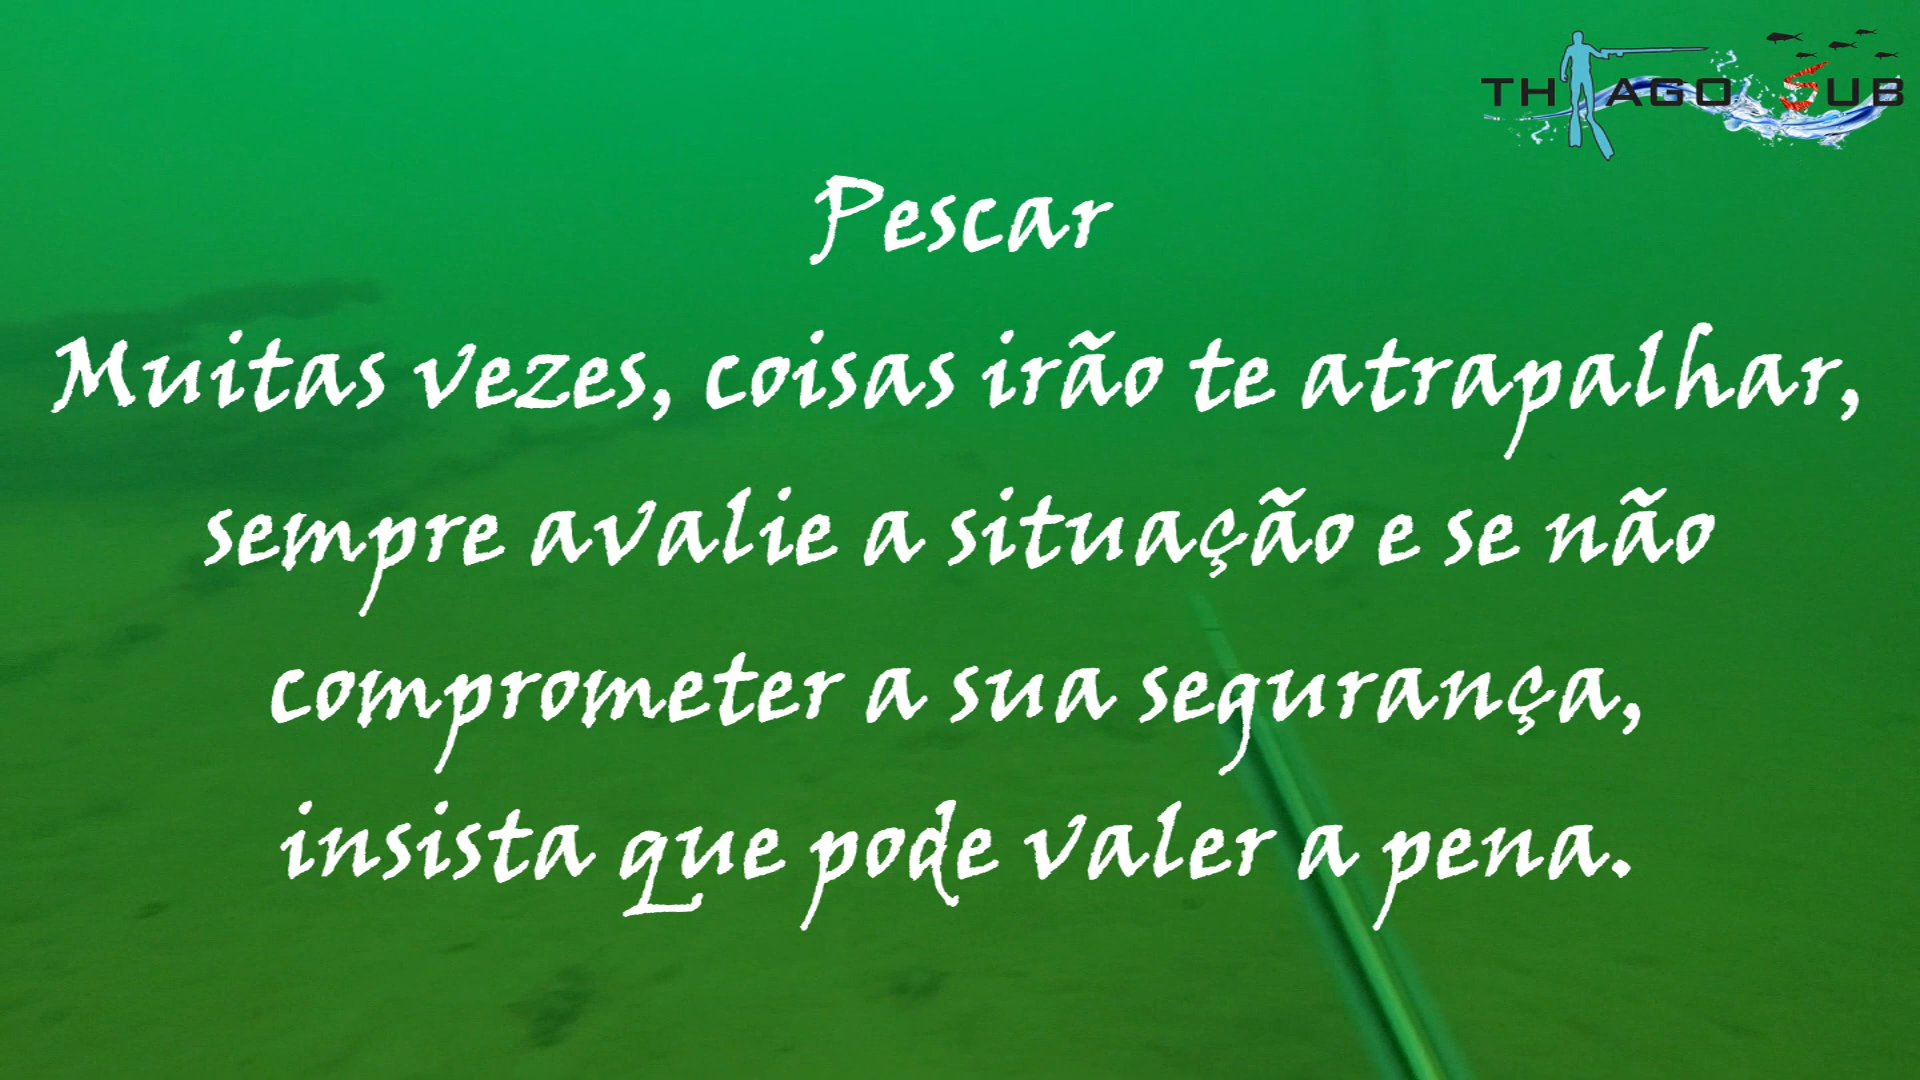 THIAGO SUB
Pescar
Muitas vezes, coisas irão te atrapalhar,
sempre avalie a situação e se não
comprometer a sua segurança,
insista que pode valer a pena.